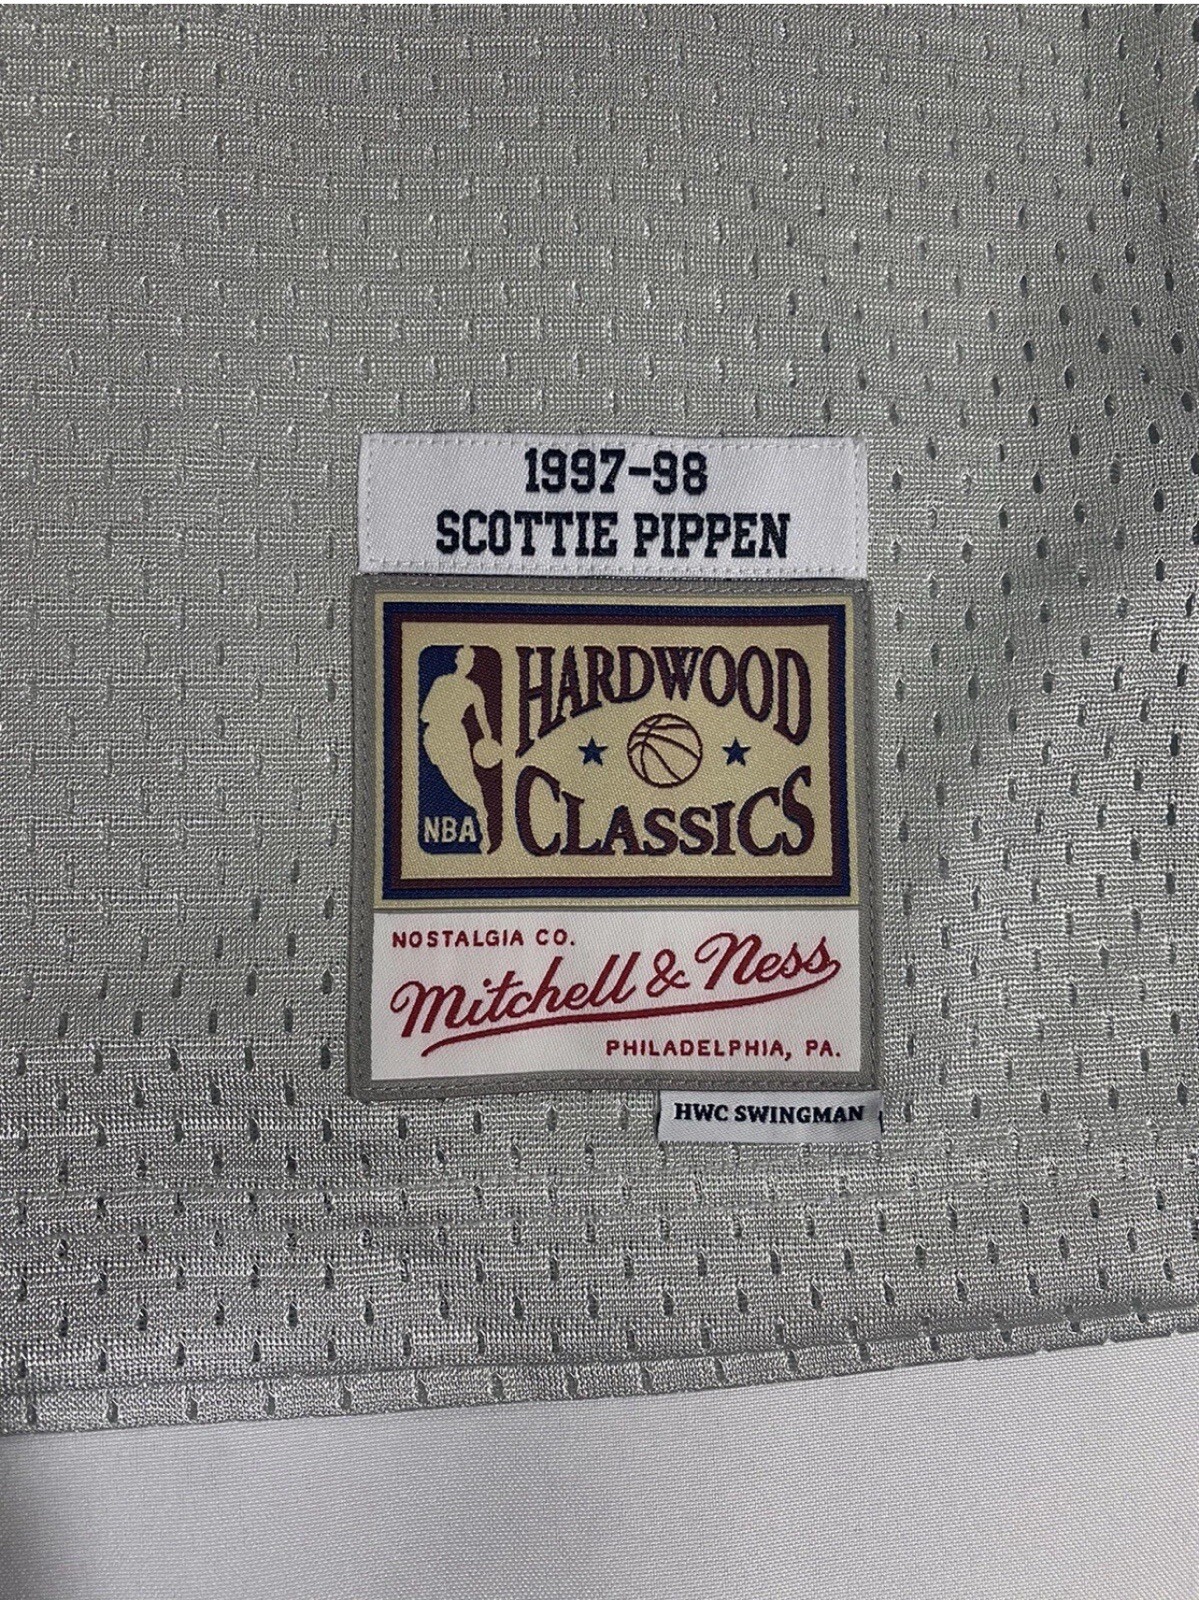 1997-98
SCOTTIE PIPPEN
HARDWOOD
CLASSICS
NBA
NOSTALGIA CO.
Mitchell & Ness
PHILADELPHIA, PA.
HWC SWINGMAN